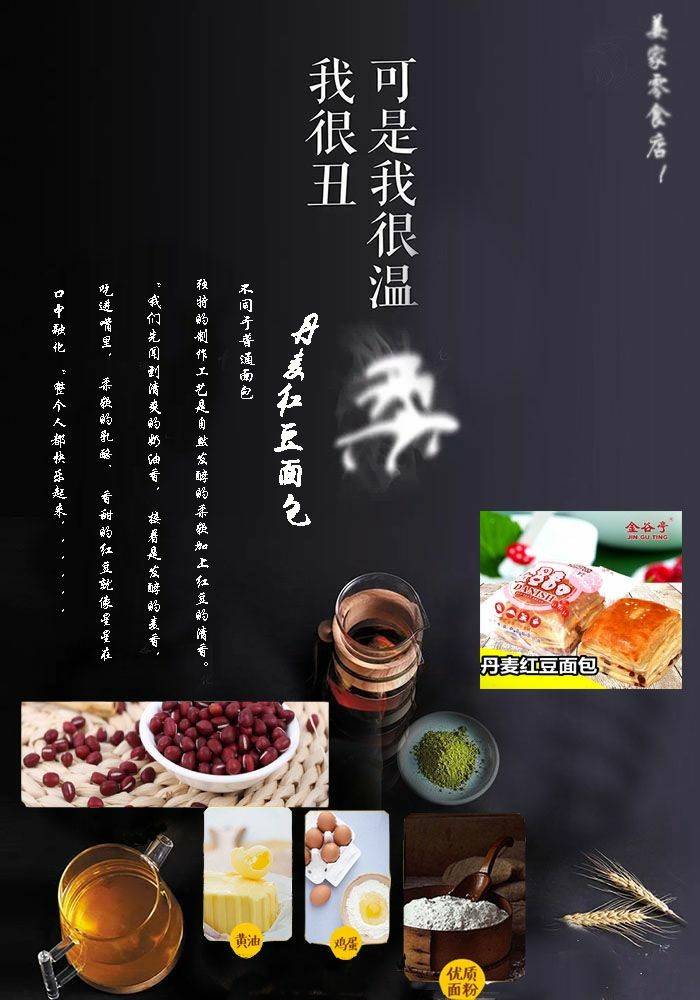 姜家零食店！
可是我很温
柔
我很丑
丹麦红豆面包
不同于普通面包
独特的制作工艺是自然发酵的柔软加上红豆的清香。
“我们先闻到清爽的奶油香，接着是发酵的麦香，
吃进嘴里，柔软的乳酪、香甜的红豆就像星星在
口中融化“整个人都快乐起来，，，，，，
金谷亭
JIN GU TING
DANISH
丹麦红豆面包
黄油
鸡蛋
优质
面粉